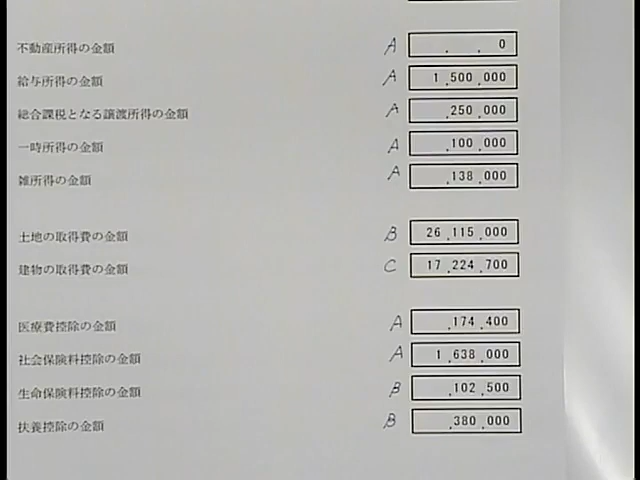 不動産所得の金額 A 0
給与所得の金額 A 1,500,000
総合課税となる譲渡所得の金額 A 250,000
一時所得の金額 A 100,000
雑所得の金額 A 138,000
土地の取得費の金額 B 26,115,000
建物の取得費の金額 C 17,224,700
医療費控除の金額 A 174,400
社会保険料控除の金額 A 1,638,000
生命保険料控除の金額 B 102,500
扶養控除の金額 B 380,000